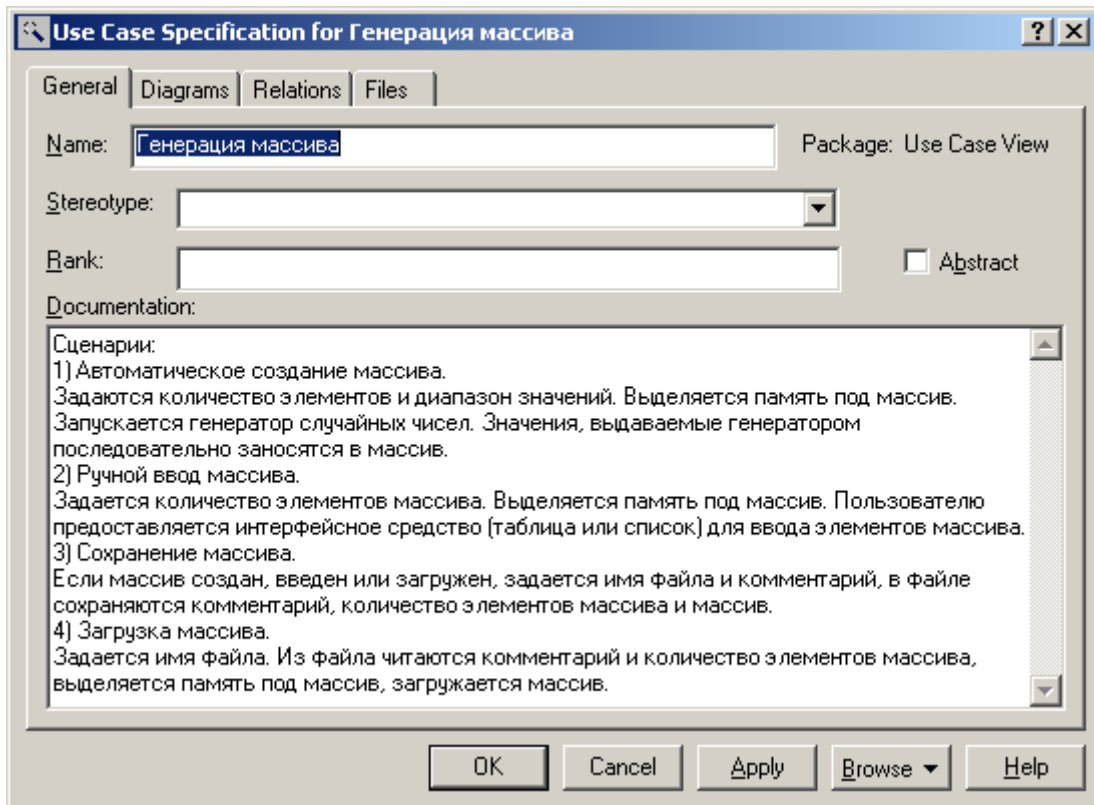 Use Case Specification for Генерация массива
General Diagrams Relations Files
Name: Генерация массива Package: Use Case View
Stereotype:
Rank: Abstract
Documentation:
Сценарии:
1) Автоматическое создание массива.
Задаются количество элементов и диапазон значений. Выделяется память под массив.
Запускается генератор случайных чисел. Значения, выдаваемые генератором
последовательно заносятся в массив.
2) Ручной ввод массива.
Задается количество элементов массива. Выделяется память под массив. Пользователю
предоставляется интерфейсное средство (таблица или список) для ввода элементов массива.
3) Сохранение массива.
Если массив создан, введен или загружен, задается имя файла и комментарий, в файле
сохраняются комментарий, количество элементов массива и массив.
4) Загрузка массива.
Задается имя файла. Из файла читаются комментарий и количество элементов массива,
выделяется память под массив, загружается массив.
OK Cancel Apply Browse Help